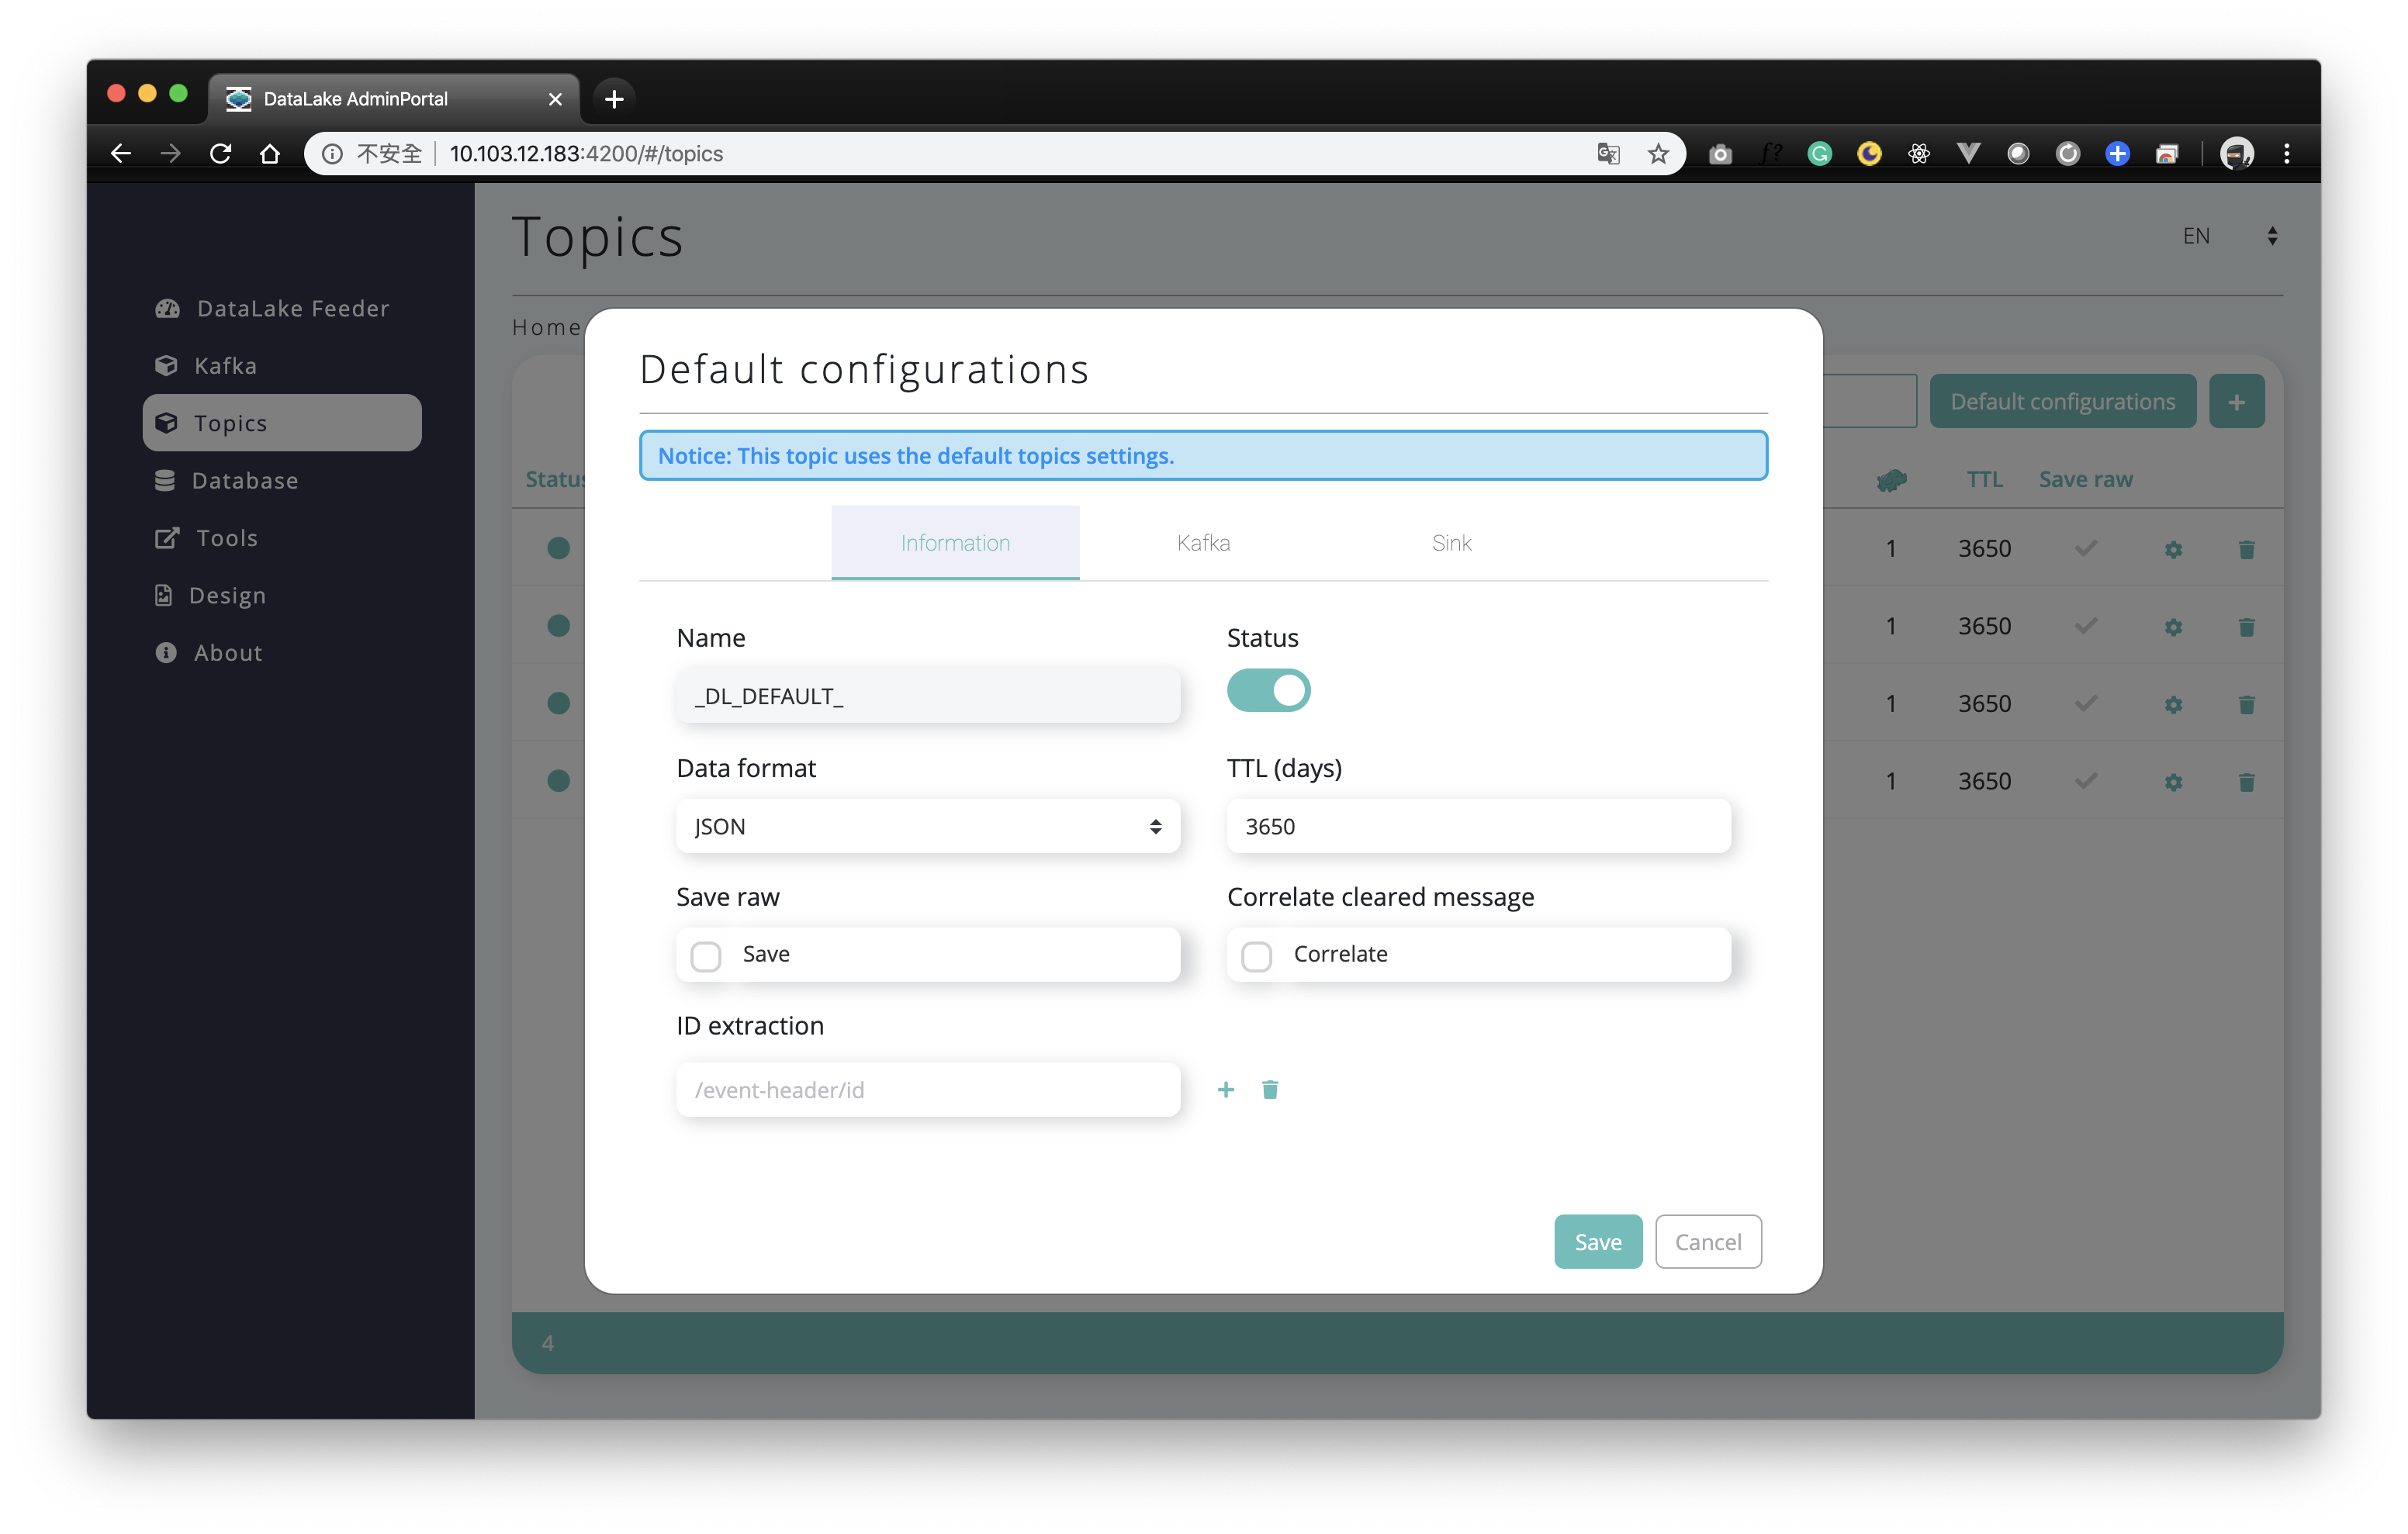 DataLake AdminPortal
不安全 10.103.12.183:4200/#/topics
Topics
EN
DataLake Feeder
Kafka
Topics
Database
Tools
Design
About
Home
Default configurations
Status
TTL
Save raw
1 3650
1 3650
1 3650
1 3650
4
Default configurations
Notice: This topic uses the default topics settings.
Information Kafka Sink
Name Status
_DL_DEFAULT_
Data format TTL (days)
JSON 3650
Save raw Correlate cleared message
Save Correlate
ID extraction
/event-header/id
Save Cancel